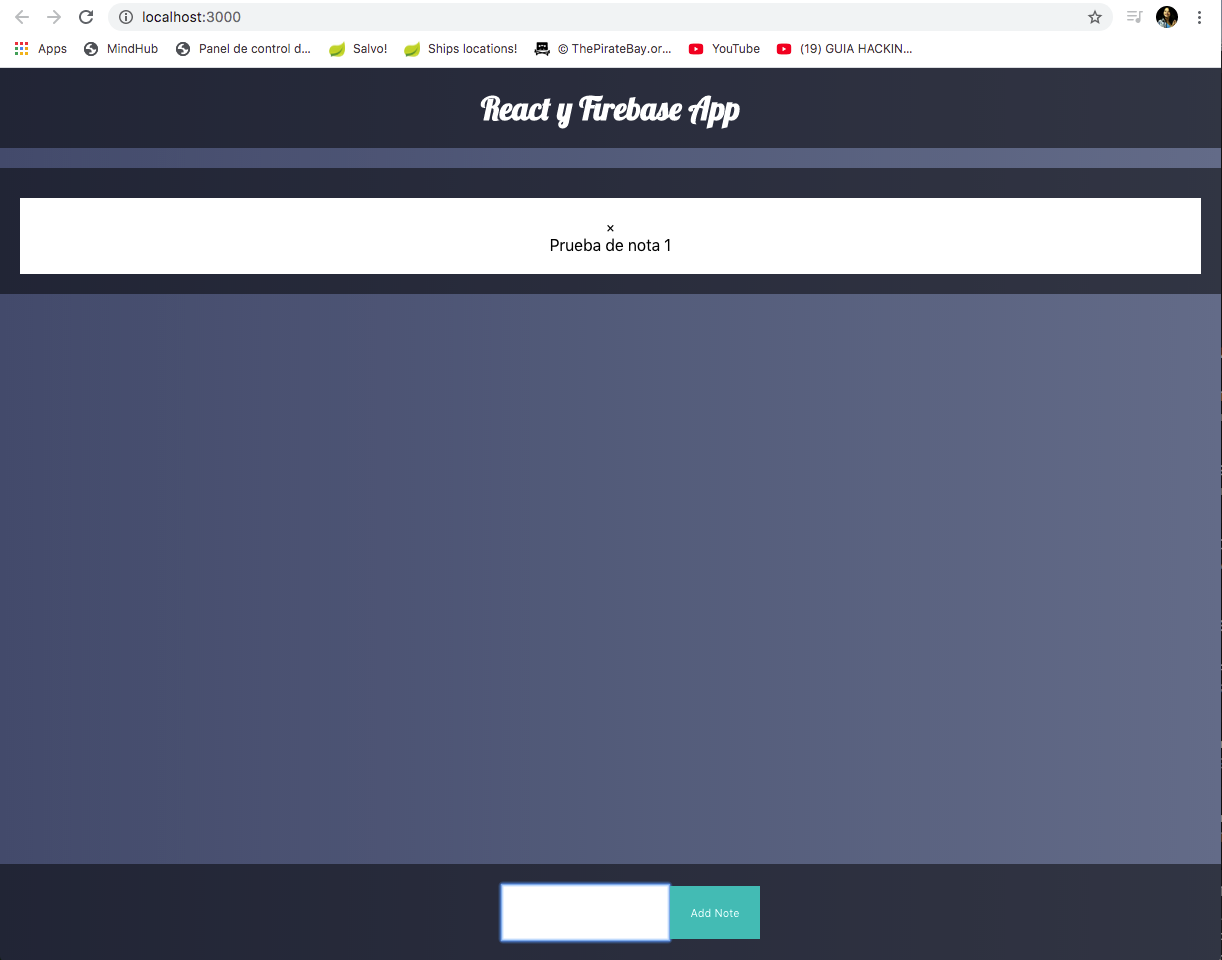 localhost:3000
Apps MindHub Panel de control d... Salvo! Ships locations! © ThePirateBay.or... YouTube (19) GUIA HACKIN...
React y Firebase App
×
Prueba de nota 1
Add Note